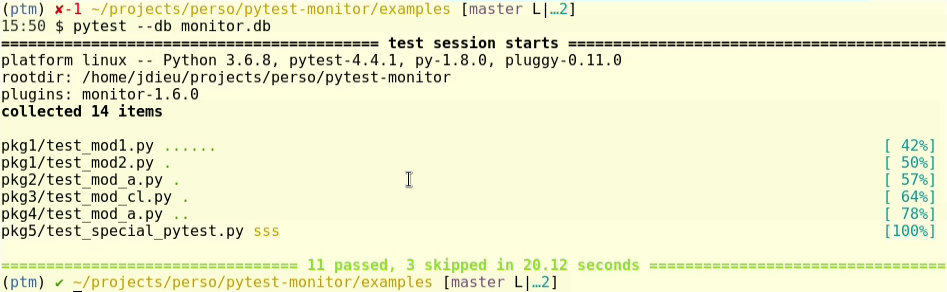 (ptm) ✘-1 ~/projects/perso/pytest-monitor/examples [master L|…2]
15:50 $ pytest --db monitor.db
========================================= test session starts =========================================
platform linux -- Python 3.6.8, pytest-4.4.1, py-1.8.0, pluggy-0.11.0
rootdir: /home/jdieu/projects/perso/pytest-monitor
plugins: monitor-1.6.0
collected 14 items
pkg1/test_mod1.py ...... [ 42%]
pkg1/test_mod2.py . [ 50%]
pkg2/test_mod_a.py . [ 57%]
pkg3/test_mod_cl.py . [ 64%]
pkg4/test_mod_a.py .. [ 78%]
pkg5/test_special_pytest.py sss [100%]
================================ 11 passed, 3 skipped in 20.12 seconds ================================
(ptm) ✔ ~/projects/perso/pytest-monitor/examples [master L|…2]